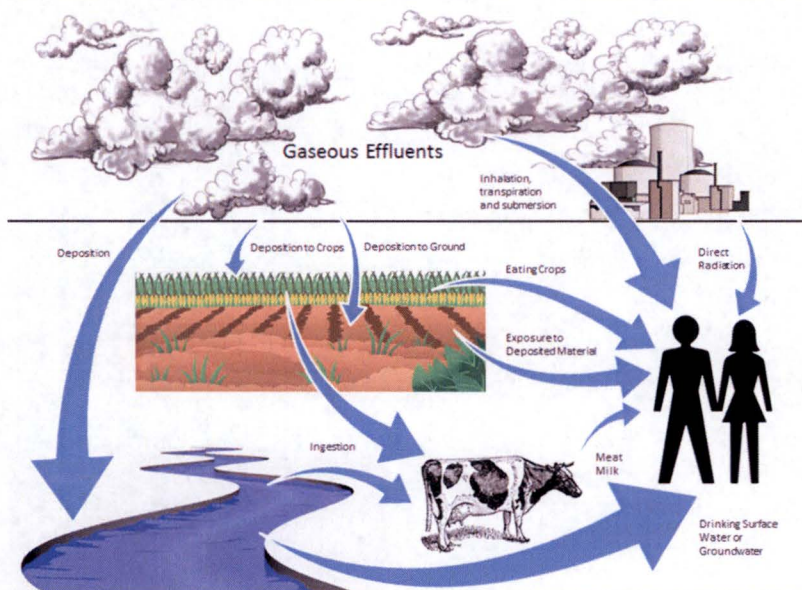 Gaseous Effluents
Inhalation,
transpiration
and submersion
Deposition
Deposition to Crops
Deposition to Ground
Eating Crops
Direct
Radiation
Exposure to
Deposited Material
Ingestion
Meat
Milk
Drinking Surface
Water or
Groundwater